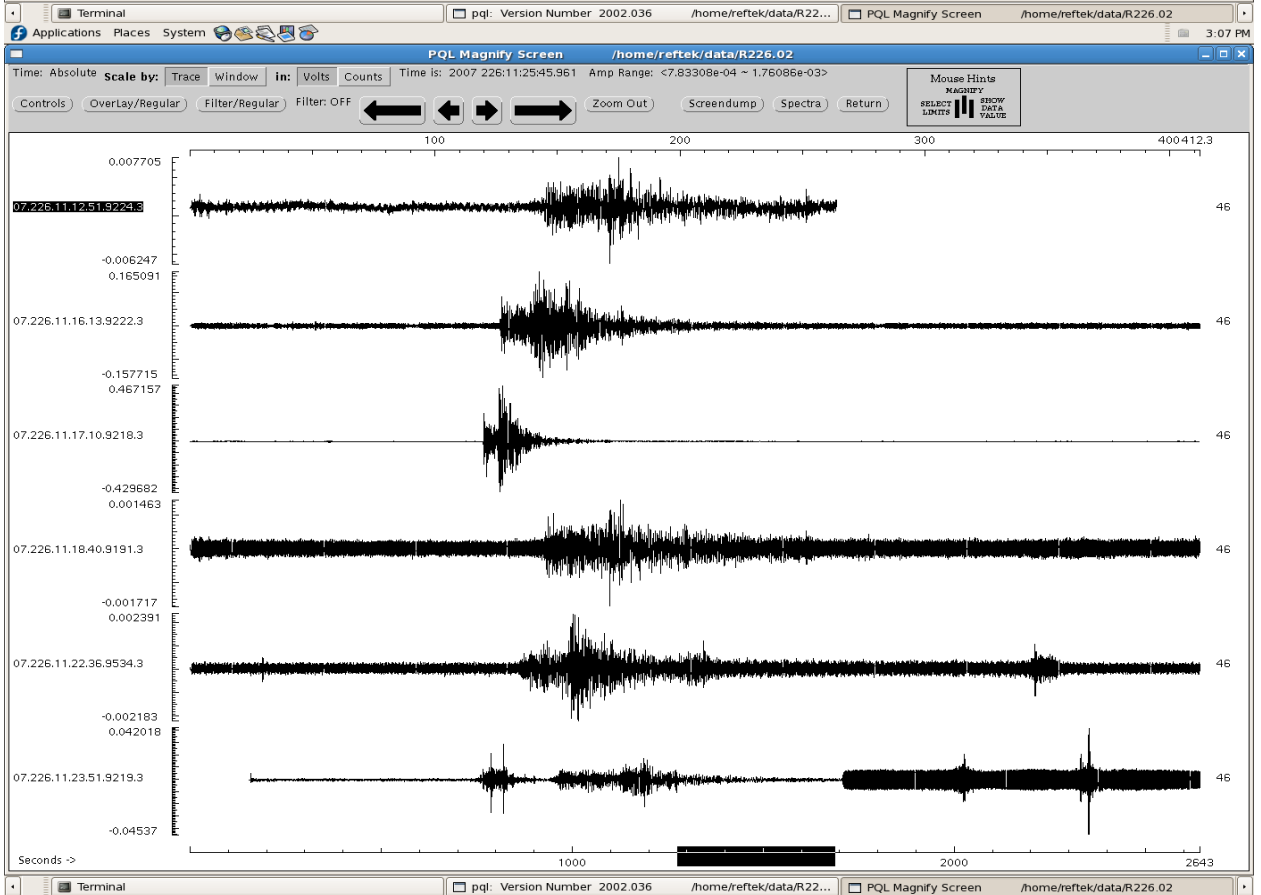 Terminal pql: Version Number 2002.036 /home/reftek/data/R22... PQL Magnify Screen /home/reftek/data/R226.02
Applications Places System 3:07 PM
PQL Magnify Screen /home/reftek/data/R226.02
Time: Absolute Scale by: Trace Window in: Volts Counts Time is: 2007 226:11:25:45.961 Amp Range: <7.83308e-04 ~ 1.76086e-03>
Controls OverLay/Regular Filter/Regular Filter: OFF Zoom Out Screendump Spectra Return
Mouse Hints
MAGNIFY
SELECT LIMITS
SHOW DATA VALUE
100 200 300 400412.3
0.007705
07.226.11.12.51.9224.3 46
-0.006247
0.165091
07.226.11.16.13.9222.3 46
-0.157715
0.467157
07.226.11.17.10.9218.3 46
-0.429682
0.001463
07.226.11.18.40.9191.3 46
-0.001717
0.002391
07.226.11.22.36.9534.3 46
-0.002183
0.042018
07.226.11.23.51.9219.3 46
-0.04537
Seconds -> 1000 2000 2643
Terminal pql: Version Number 2002.036 /home/reftek/data/R22... PQL Magnify Screen /home/reftek/data/R226.02